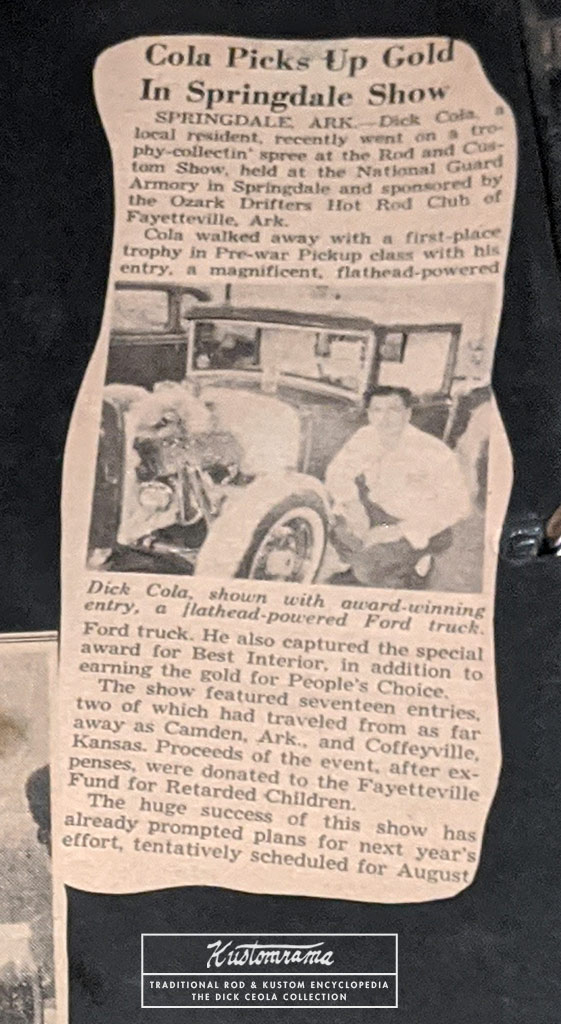 Cola Picks Up Gold
In Springdale Show
SPRINGDALE, ARK.—Dick Cola, a
local resident, recently went on a tro-
phy-collectin' spree at the Rod and Cus-
tom Show, held at the National Guard
Armory in Springdale and sponsored by
the Ozark Drifters Hot Rod Club of
Fayetteville, Ark.
Cola walked away with a first-place
trophy in Pre-war Pickup class with his
entry, a magnificent, flathead-powered
Dick Cola, shown with award-winning
entry, a flathead-powered Ford truck.
Ford truck. He also captured the special
award for Best Interior, in addition to
earning the gold for People's Choice.
The show featured seventeen entries,
two of which had traveled from as far
away as Camden, Ark., and Coffeyville,
Kansas. Proceeds of the event, after ex-
penses, were donated to the Fayetteville
Fund for Retarded Children.
The huge success of this show has
already prompted plans for next year's
effort, tentatively scheduled for August
Kustomrama
TRADITIONAL ROD & KUSTOM ENCYCLOPEDIA
THE DICK CEOLA COLLECTION